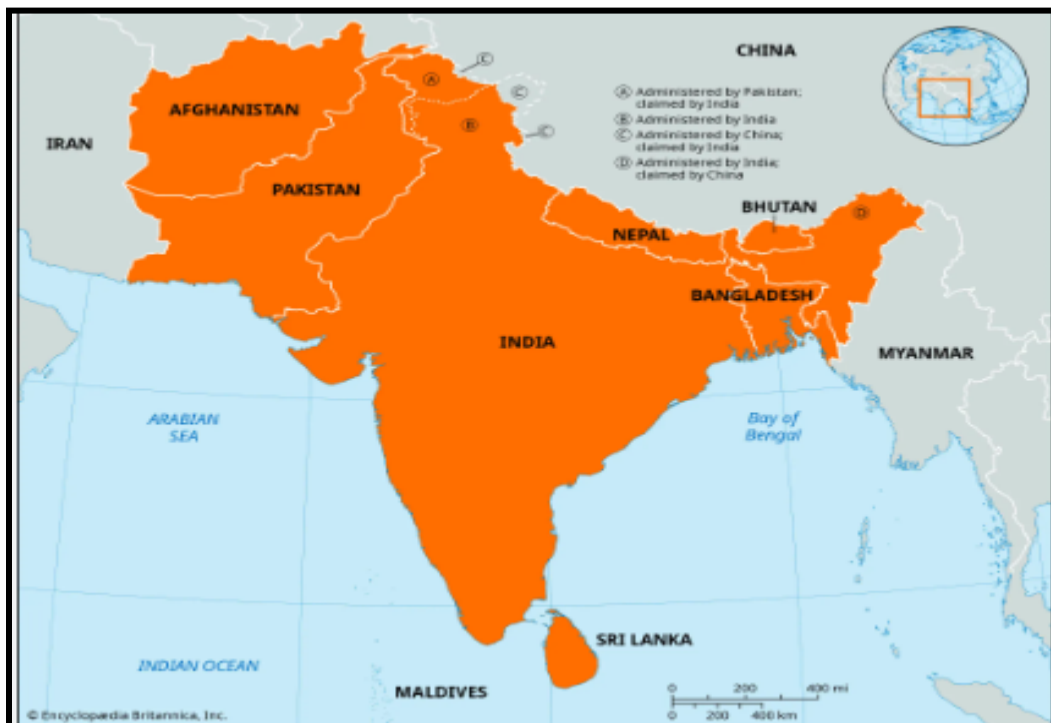 CHINA
Ⓐ Administered by Pakistan;
claimed by India
Ⓑ Administered by India
Ⓒ Administered by China;
claimed by India
Ⓓ Administered by India;
claimed by China
Ⓒ
Ⓐ
Ⓒ
AFGHANISTAN
Ⓑ
Ⓒ
IRAN
PAKISTAN
BHUTAN
Ⓓ
NEPAL
BANGLADESH
INDIA
MYANMAR
ARABIAN
SEA
Bay of
Bengal
SRI LANKA
INDIAN OCEAN
MALDIVES
0 200 400 mi
0 200 400 km
© Encyclopædia Britannica, Inc.